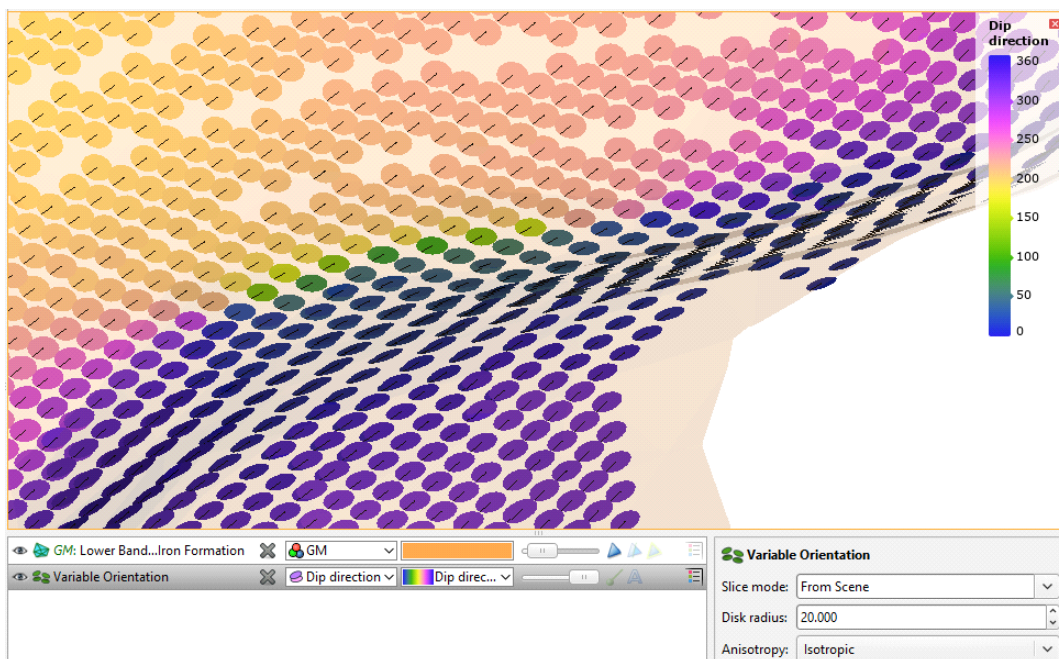 Dip
direction
360
300
250
200
150
100
50
0
GM: Lower Band...Iron Formation
GM
Variable Orientation
Dip direction
Dip direc...
Variable Orientation
Slice mode: From Scene
Disk radius: 20.000
Anisotropy: Isotropic